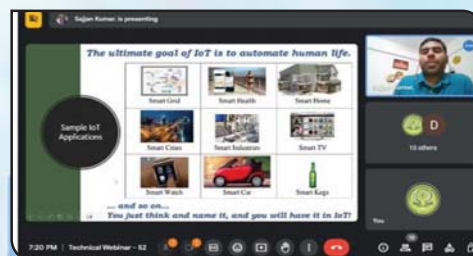 Sajjan Kumar. is presenting
The ultimate goal of IoT is to automate human life.
Sample IoT
Applications
Smart Grid
Smart Health
Smart Home
Smart Cities
Smart Industries
Smart TV
Smart Watch
Smart Car
Smart Kegs
... and so on...
You just think and name it, and you will have it in IoT!
D
10 others
You
7:20 PM | Technical Webinar - 52